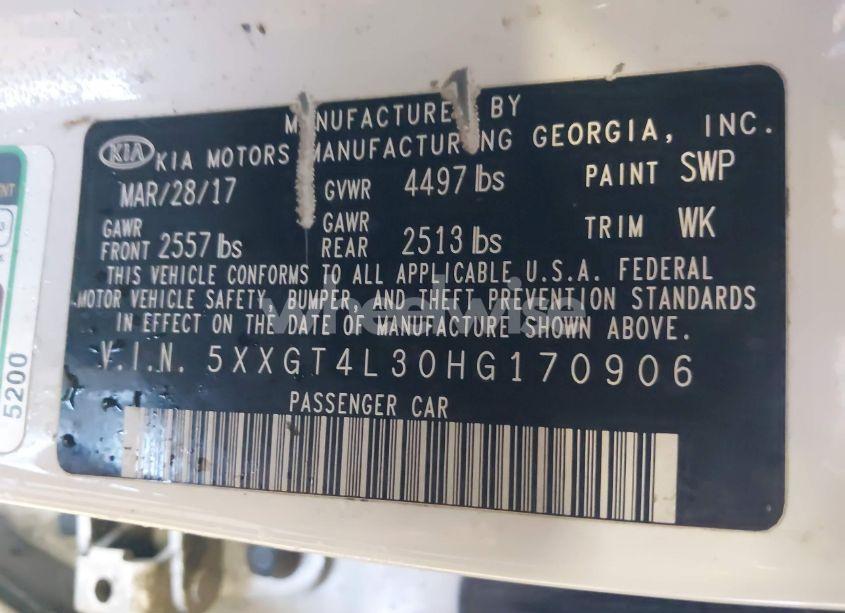 MANUFACTURED BY
KIA KIA MOTORS MANUFACTURING GEORGIA, INC.
MAR/28/17 GVWR 4497 lbs PAINT SWP
GAWR FRONT 2557 lbs GAWR REAR 2513 lbs TRIM WK
THIS VEHICLE CONFORMS TO ALL APPLICABLE U.S.A. FEDERAL
MOTOR VEHICLE SAFETY, BUMPER, AND THEFT PREVENTION STANDARDS
IN EFFECT ON THE DATE OF MANUFACTURE SHOWN ABOVE.
V.I.N. 5XXGT4L30HG170906
PASSENGER CAR
wheelwise
5200